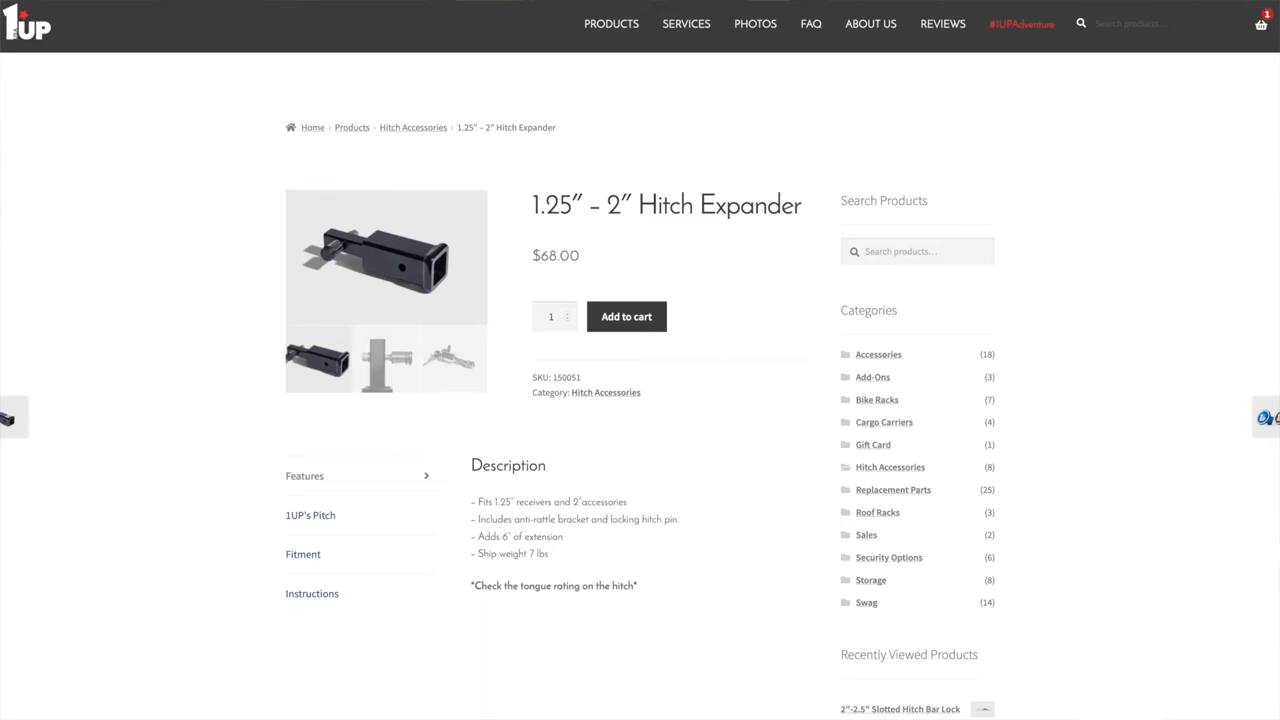 1UP
PRODUCTS SERVICES PHOTOS FAQ ABOUT US REVIEWS #1UPAdventure Search products... 1
Home › Products › Hitch Accessories › 1.25" – 2" Hitch Expander
1.25" – 2" Hitch Expander
$68.00
1 Add to cart
SKU: 150051
Category: Hitch Accessories
Features
1UP's Pitch
Fitment
Instructions
Description
– Fits 1.25" receivers and 2"accessories
– Includes anti-rattle bracket and locking hitch pin.
– Adds 6" of extension
– Ship weight 7 lbs
*Check the tongue rating on the hitch*
Search Products
Search products…
Categories
Accessories (18)
Add-Ons (3)
Bike Racks (7)
Cargo Carriers (4)
Gift Card (1)
Hitch Accessories (8)
Replacement Parts (25)
Roof Racks (3)
Sales (2)
Security Options (6)
Storage (8)
Swag (14)
Recently Viewed Products
2"-2.5" Slotted Hitch Bar Lock